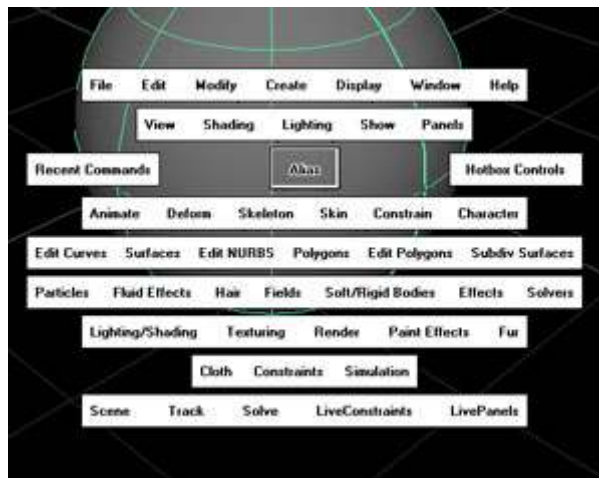 File Edit Modify Create Display Window Help
View Shading Lighting Show Panels
Recent Commands Alias Hotbox Controls
Animate Deform Skeleton Skin Constrain Character
Edit Curves Surfaces Edit NURBS Polygons Edit Polygons Subdiv Surfaces
Particles Fluid Effects Hair Fields Soft/Rigid Bodies Effects Solvers
Lighting/Shading Texturing Render Paint Effects Fur
Cloth Constraints Simulation
Scene Track Solve LiveConstraints LivePanels